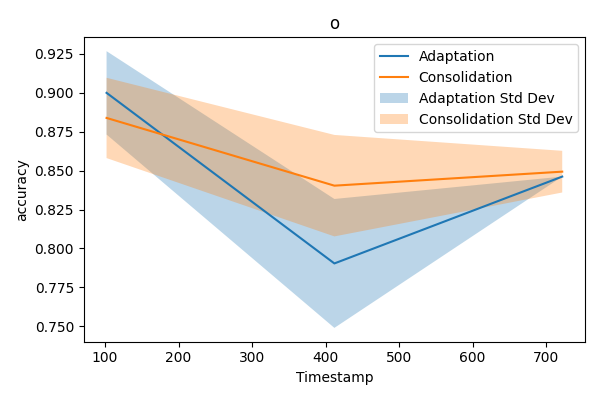 o
Adaptation
Consolidation
Adaptation Std Dev
Consolidation Std Dev
accuracy
0.925
0.900
0.875
0.850
0.825
0.800
0.775
0.750
100 200 300 400 500 600 700
Timestamp